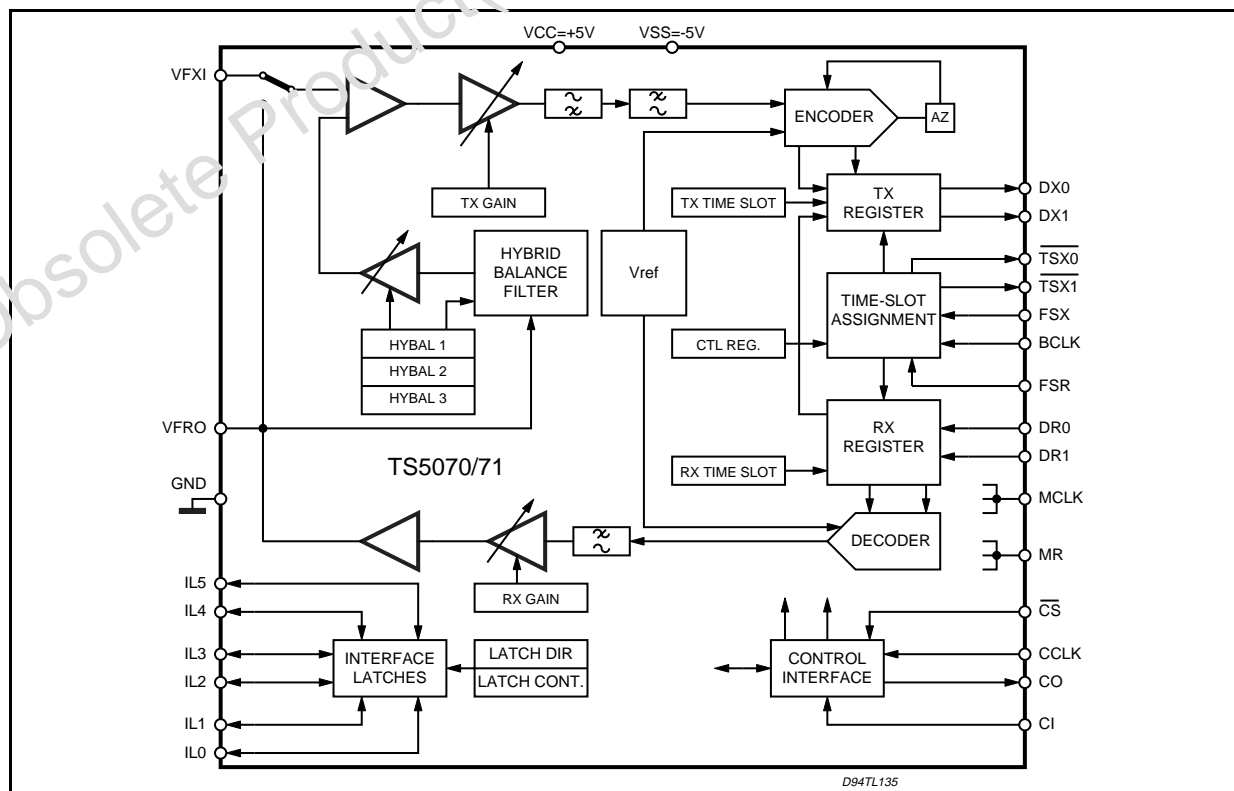 Obsolete Product(
VCC=+5V
VSS=-5V
VFXI
ENCODER
AZ
TX GAIN
TX TIME SLOT
TX
REGISTER
DX0
DX1
HYBRID
BALANCE
FILTER
Vref
TSX0
TSX1
TIME-SLOT
ASSIGNMENT
FSX
BCLK
HYBAL 1
HYBAL 2
HYBAL 3
CTL REG.
FSR
VFRO
RX
REGISTER
DR0
DR1
TS5070/71
RX TIME SLOT
GND
MCLK
DECODER
MR
RX GAIN
IL5
IL4
IL3
IL2
IL1
IL0
INTERFACE
LATCHES
LATCH DIR
LATCH CONT.
CONTROL
INTERFACE
CS
CCLK
CO
CI
D94TL135